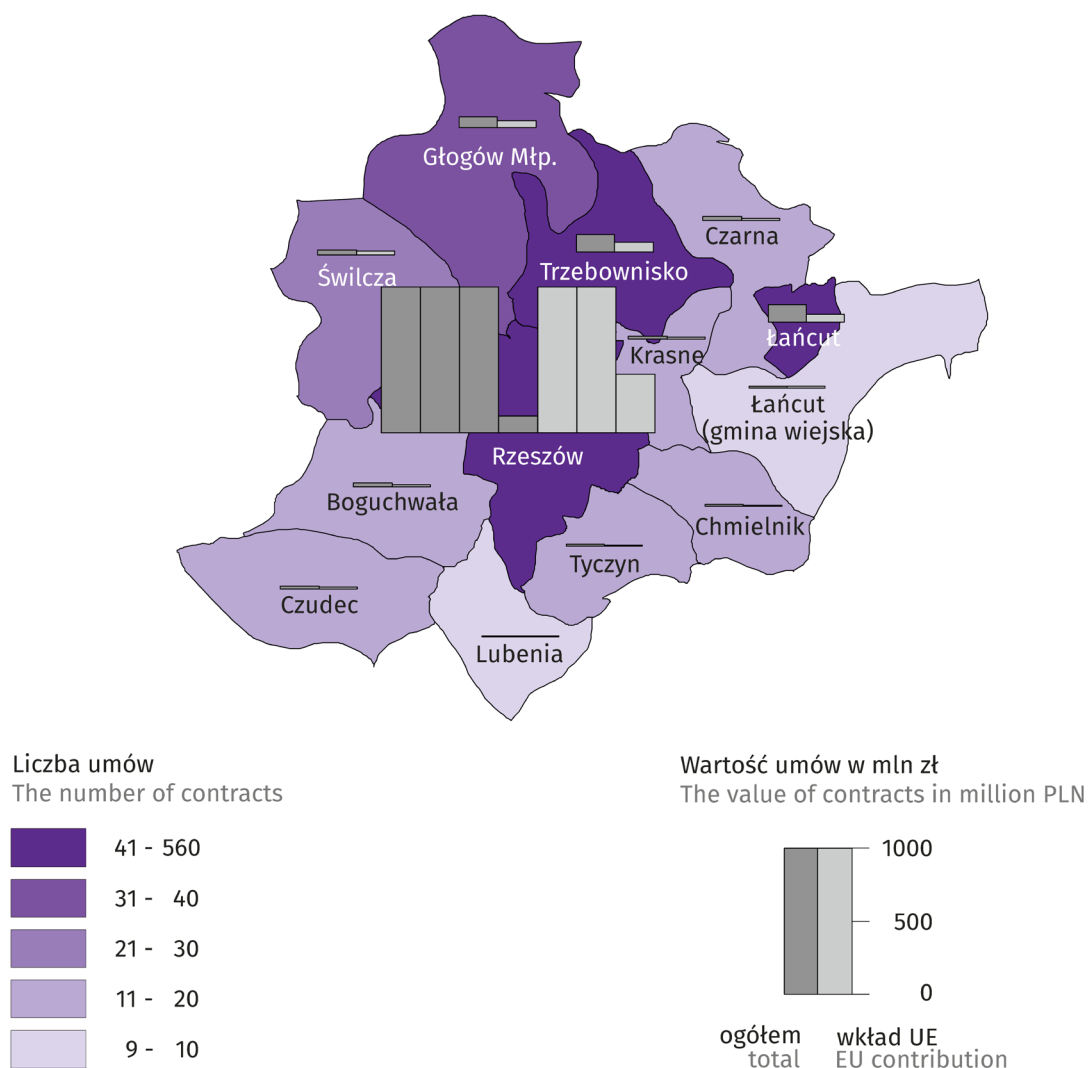 Głogów Młp.
Czarna
Świlcza
Trzebownisko
Łańcut
Krasne
Łańcut
(gmina wiejska)
Rzeszów
Boguchwała
Chmielnik
Tyczyn
Czudec
Lubenia
Liczba umów
The number of contracts
41 - 560
31 - 40
21 - 30
11 - 20
9 - 10
Wartość umów w mln zł
The value of contracts in million PLN
1000
500
0
ogółem
total
wkład UE
EU contribution